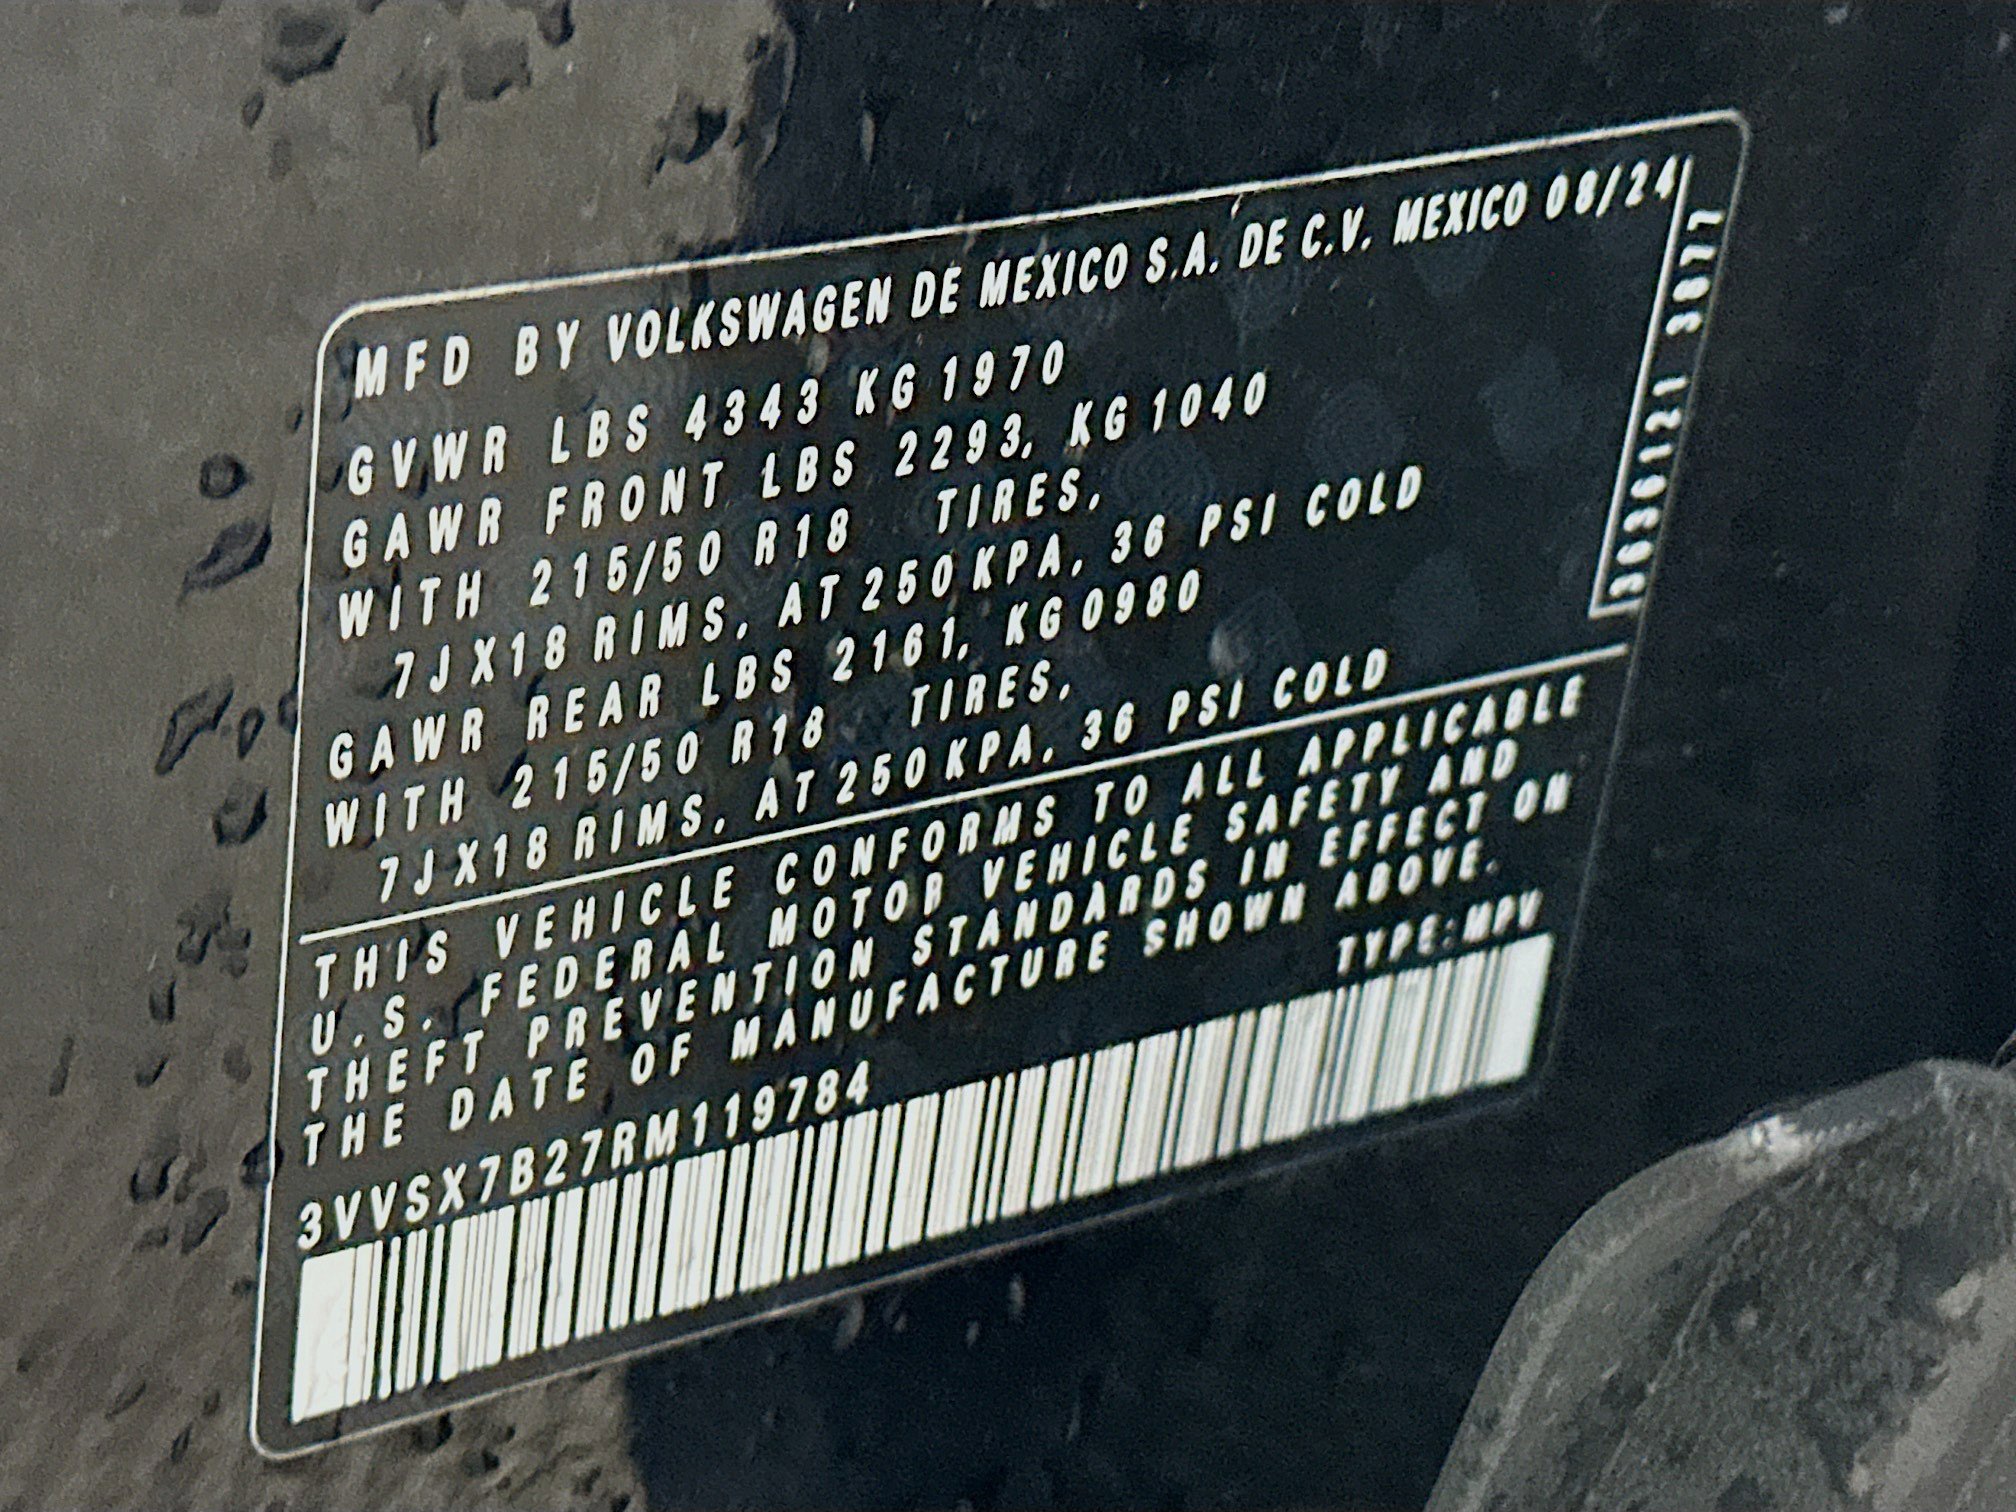 MFD BY VOLKSWAGEN DE MEXICO S.A. DE C.V. MEXICO 08/24
GVWR LBS 4343 KG 1970
GAWR FRONT LBS 2293, KG 1040
WITH 215/50 R18 TIRES,
7JX18 RIMS, AT 250 KPA, 36 PSI COLD
GAWR REAR LBS 2161, KG 0980
WITH 215/50 R18 TIRES,
7JX18 RIMS, AT 250 KPA, 36 PSI COLD
THIS VEHICLE CONFORMS TO ALL APPLICABLE
U.S. FEDERAL MOTOR VEHICLE SAFETY AND
THEFT PREVENTION STANDARDS IN EFFECT ON
THE DATE OF MANUFACTURE SHOWN ABOVE.
TYPE:MPV
3VVSX7B27RM119784